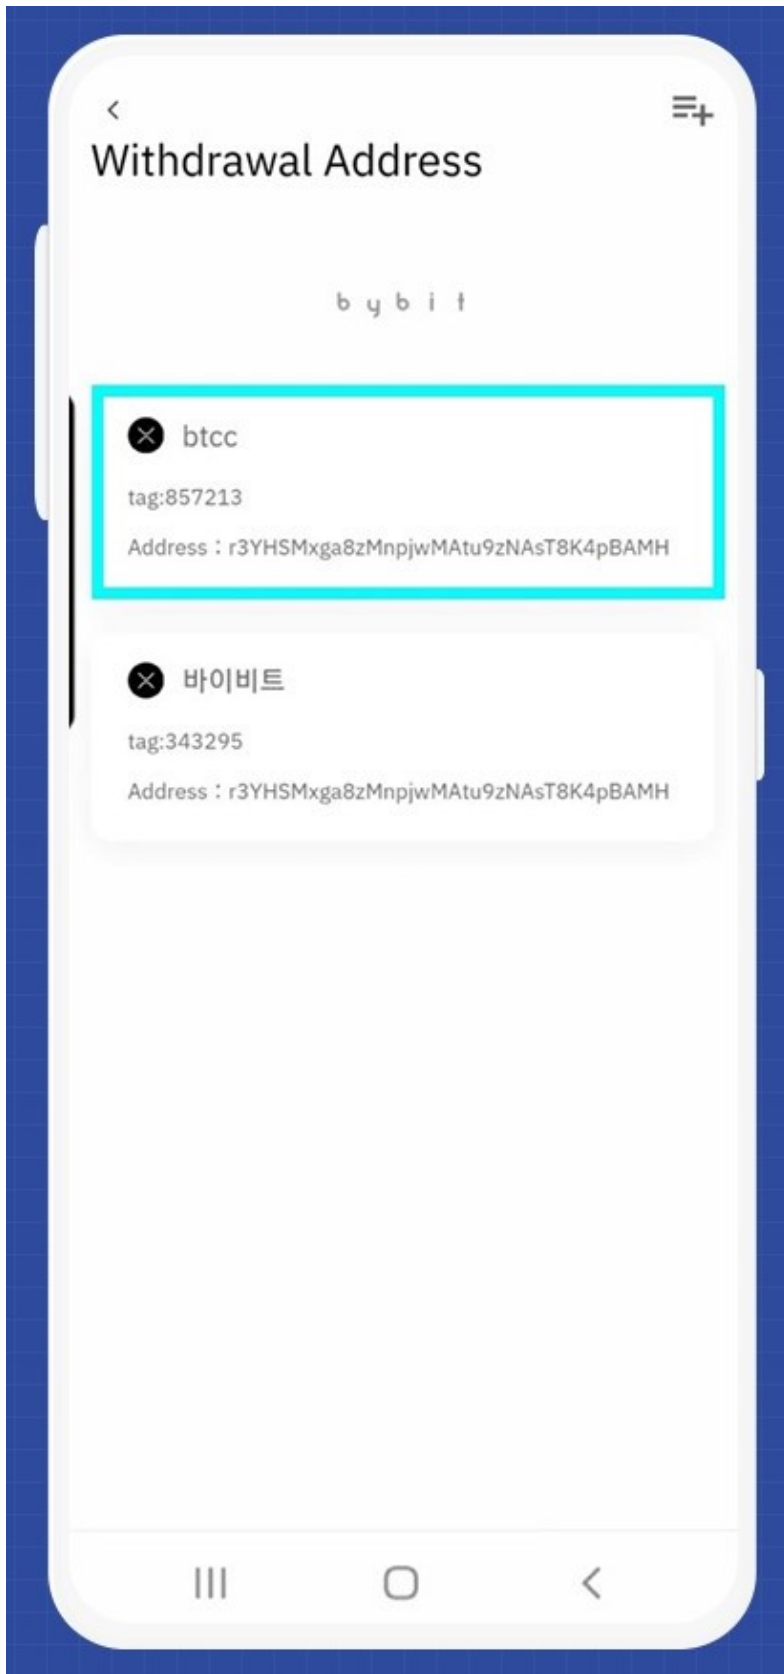 Withdrawal Address
bybit
btcc
tag:857213
Address : r3YHSMxga8zMnpjwMAtu9zNAsT8K4pBAMH
바이비트
tag:343295
Address : r3YHSMxga8zMnpjwMAtu9zNAsT8K4pBAMH